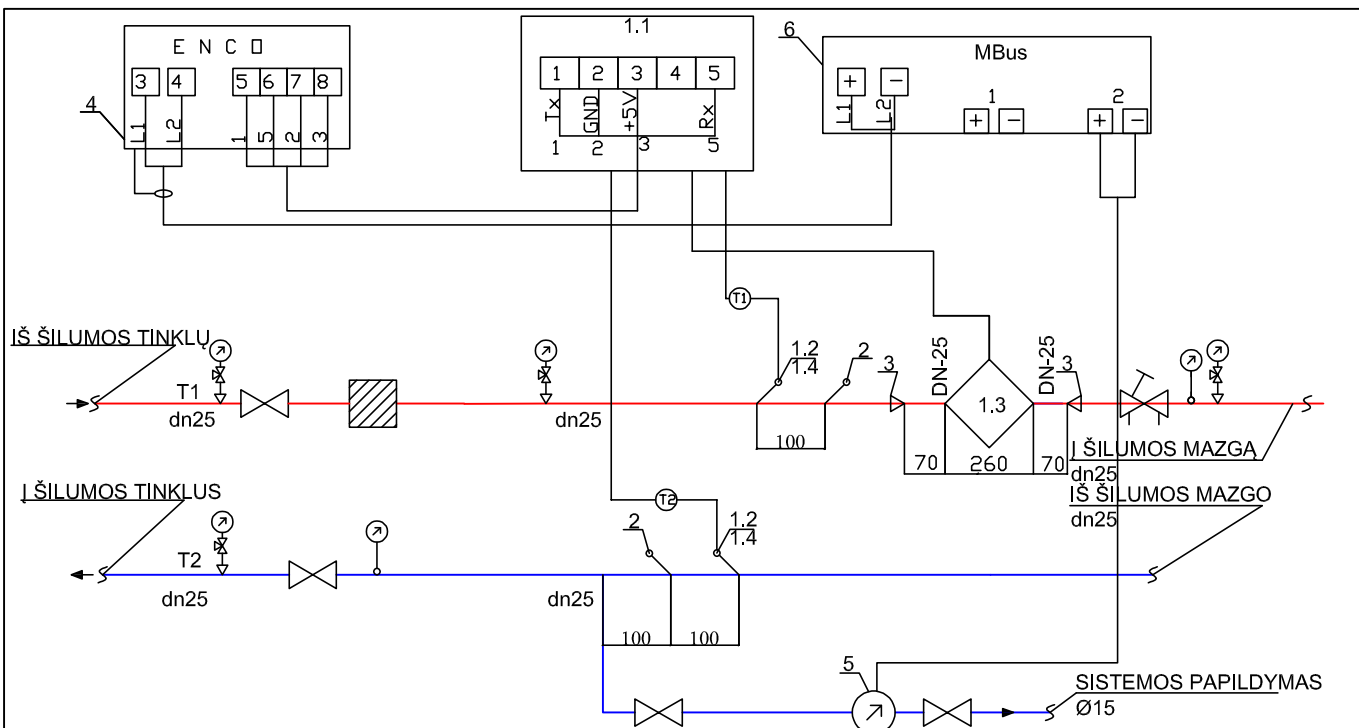 E N C O
3 4 5 6 7 8
L1 L2 1 5 2 3
4
1.1
1 2 3 4 5
Tx GND +5V Rx
1 2 3 5
6
MBus
+ −
L1 L2
1
+ −
2
+ −
T1
IŠ ŠILUMOS TINKLŲ
T1
dn25
dn25
1.2
1.4
2
100
3
DN-25
1.3
DN-25
3
70 260 70
Į ŠILUMOS MAZGĄ
dn25
IŠ ŠILUMOS MAZGO
dn25
Į ŠILUMOS TINKLUS
T2
dn25
dn25
T2
2
1.2
1.4
100 100
5
SISTEMOS PAPILDYMAS
Ø15